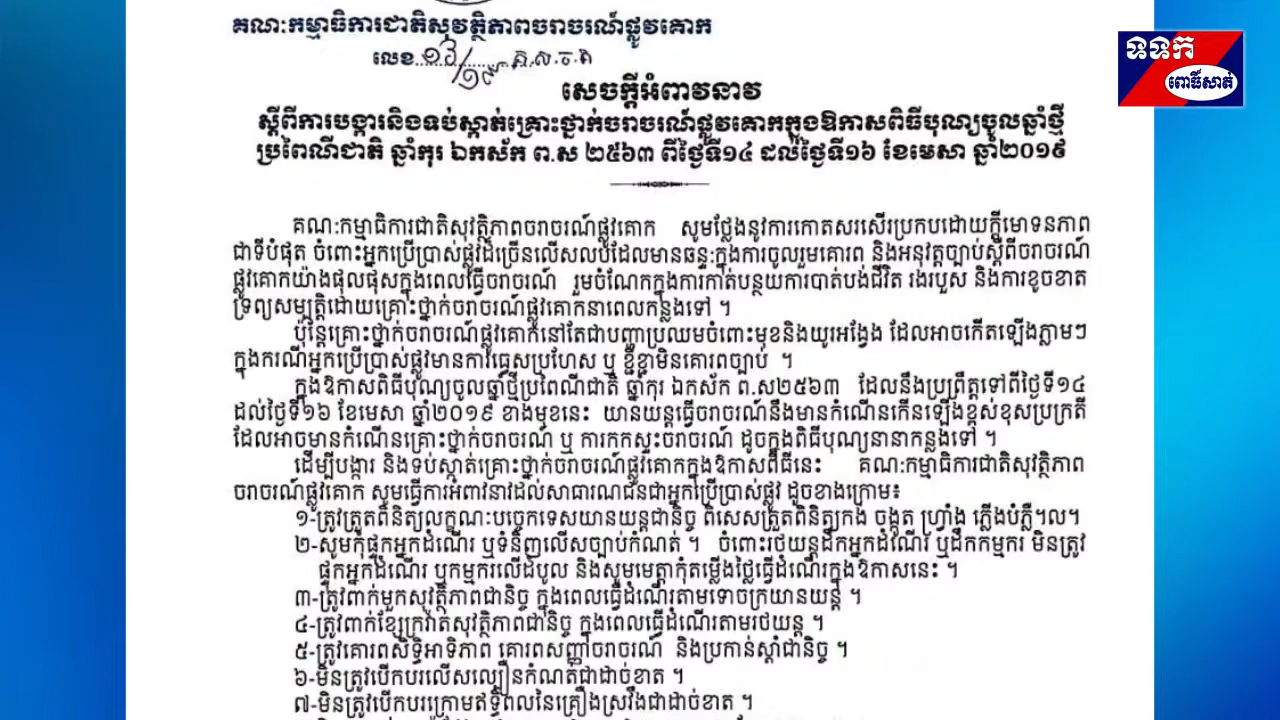 គណៈកម្មាធិការជាតិសុវត្ថិភាពចរាចរណ៍ផ្លូវគោក
លេខ.១៦/១៩ គ.ស.ច.គ
ទទក
ពោធិ៍សាត់
សេចក្តីអំពាវនាវ
ស្តីពីការបង្ការនិងទប់ស្កាត់គ្រោះថ្នាក់ចរាចរណ៍ផ្លូវគោកក្នុងឱកាសពិធីបុណ្យចូលឆ្នាំថ្មី
ប្រពៃណីជាតិ ឆ្នាំកុរ ឯកស័ក ព.ស ២៥៦៣ ពីថ្ងៃទី១៤ ដល់ថ្ងៃទី១៦ ខែមេសា ឆ្នាំ២០១៩
គណៈកម្មាធិការជាតិសុវត្ថិភាពចរាចរណ៍ផ្លូវគោក សូមថ្លែងនូវការកោតសរសើរប្រកបដោយក្តីមោទនភាព
ជាទីបំផុត ចំពោះអ្នកប្រើប្រាស់ផ្លូវដ៏ច្រើនលើសលប់ដែលមានឆន្ទៈក្នុងការចូលរួមគោរព និងអនុវត្តច្បាប់ស្តីពីចរាចរណ៍
ផ្លូវគោកយ៉ាងផុលផុសក្នុងពេលធ្វើចរាចរណ៍ រួមចំណែកក្នុងការកាត់បន្ថយការបាត់បង់ជីវិត រងរបួស និងការខូចខាត
ទ្រព្យសម្បត្តិដោយគ្រោះថ្នាក់ចរាចរណ៍ផ្លូវគោកនាពេលកន្លងទៅ ។
ប៉ុន្តែគ្រោះថ្នាក់ចរាចរណ៍ផ្លូវគោកនៅតែជាបញ្ហាប្រឈមចំពោះមុខនិងយូរអង្វែង ដែលអាចកើតឡើងភ្លាមៗ
ក្នុងករណីអ្នកប្រើប្រាស់ផ្លូវមានការធ្វេសប្រហែស ឬ ខ្ជីខ្ជាមិនគោរពច្បាប់ ។
ក្នុងឱកាសពិធីបុណ្យចូលឆ្នាំថ្មីប្រពៃណីជាតិ ឆ្នាំកុរ ឯកស័ក ព.ស២៥៦៣ ដែលនឹងប្រព្រឹត្តទៅពីថ្ងៃទី១៤
ដល់ថ្ងៃទី១៦ ខែមេសា ឆ្នាំ២០១៩ ខាងមុខនេះ យានយន្តធ្វើចរាចរណ៍នឹងមានកំណើនកើនឡើងខ្ពស់ខុសប្រក្រតី
ដែលអាចមានកំណើនគ្រោះថ្នាក់ចរាចរណ៍ ឬ ការកកស្ទះចរាចរណ៍ ដូចក្នុងពិធីបុណ្យនានាកន្លងទៅ ។
ដើម្បីបង្ការ និងទប់ស្កាត់គ្រោះថ្នាក់ចរាចរណ៍ផ្លូវគោកក្នុងឱកាសពិធីនេះ គណៈកម្មាធិការជាតិសុវត្ថិភាព
ចរាចរណ៍ផ្លូវគោក សូមធ្វើការអំពាវនាវដល់សាធារណជនជាអ្នកប្រើប្រាស់ផ្លូវ ដូចខាងក្រោម៖
១-ត្រូវត្រួតពិនិត្យលក្ខណៈបច្ចេកទេសយានយន្តជានិច្ច ពិសេសត្រួតពិនិត្យកង់ ចង្កូត ហ្វ្រាំង ភ្លើងបំភ្លឺ។ល។
២-សូមកុំផ្ទុកអ្នកដំណើរ ឬទំនិញលើសច្បាប់កំណត់ ។ ចំពោះរថយន្តដឹកអ្នកដំណើរ ឬដឹកកម្មករ មិនត្រូវ
ផ្ទុកអ្នកដំណើរ ឬកម្មករលើដំបូល និងសូមមេត្តាកុំតម្លើងថ្លៃធ្វើដំណើរក្នុងឱកាសនេះ ។
៣-ត្រូវពាក់មួកសុវត្ថិភាពជានិច្ច ក្នុងពេលធ្វើដំណើរតាមទោចក្រយានយន្ត ។
៤-ត្រូវពាក់ខ្សែក្រវ៉ាត់សុវត្ថិភាពជានិច្ច ក្នុងពេលធ្វើដំណើរតាមរថយន្ត ។
៥-ត្រូវគោរពសិទ្ធិអាទិភាព គោរពសញ្ញាចរាចរណ៍ និងប្រកាន់ស្តាំជានិច្ច ។
៦-មិនត្រូវបើកបរលើសល្បឿនកំណត់ជាដាច់ខាត ។
៧-មិនត្រូវបើកបរក្រោមឥទ្ធិពលនៃគ្រឿងស្រវឹងជាដាច់ខាត ។